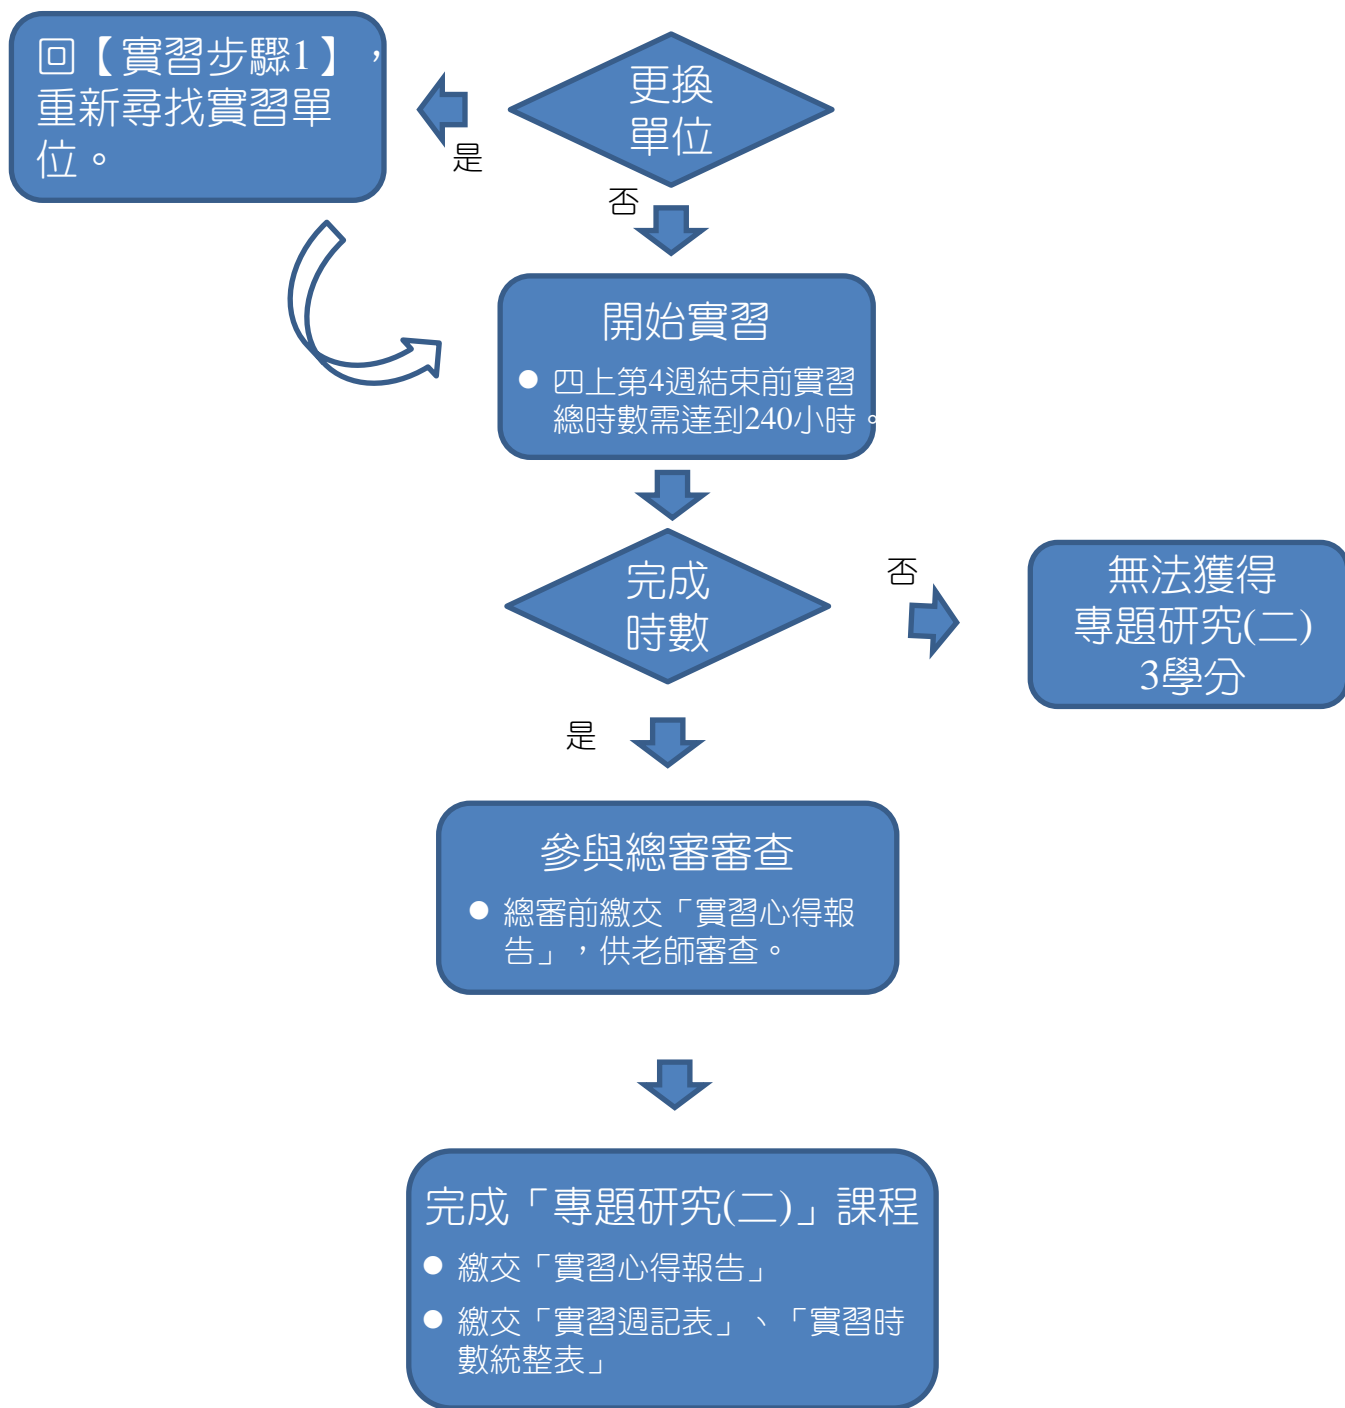 回【實習步驟1】，
重新尋找實習單
位。
更換
單位
是
否
開始實習
● 四上第4週結束前實習
總時數需達到240小時。
完成
時數
否
無法獲得
專題研究(二)
3學分
是
參與總審審查
● 總審前繳交「實習心得報
告」，供老師審查。
完成「專題研究(二)」課程
● 繳交「實習心得報告」
● 繳交「實習週記表」、「實習時
數統整表」